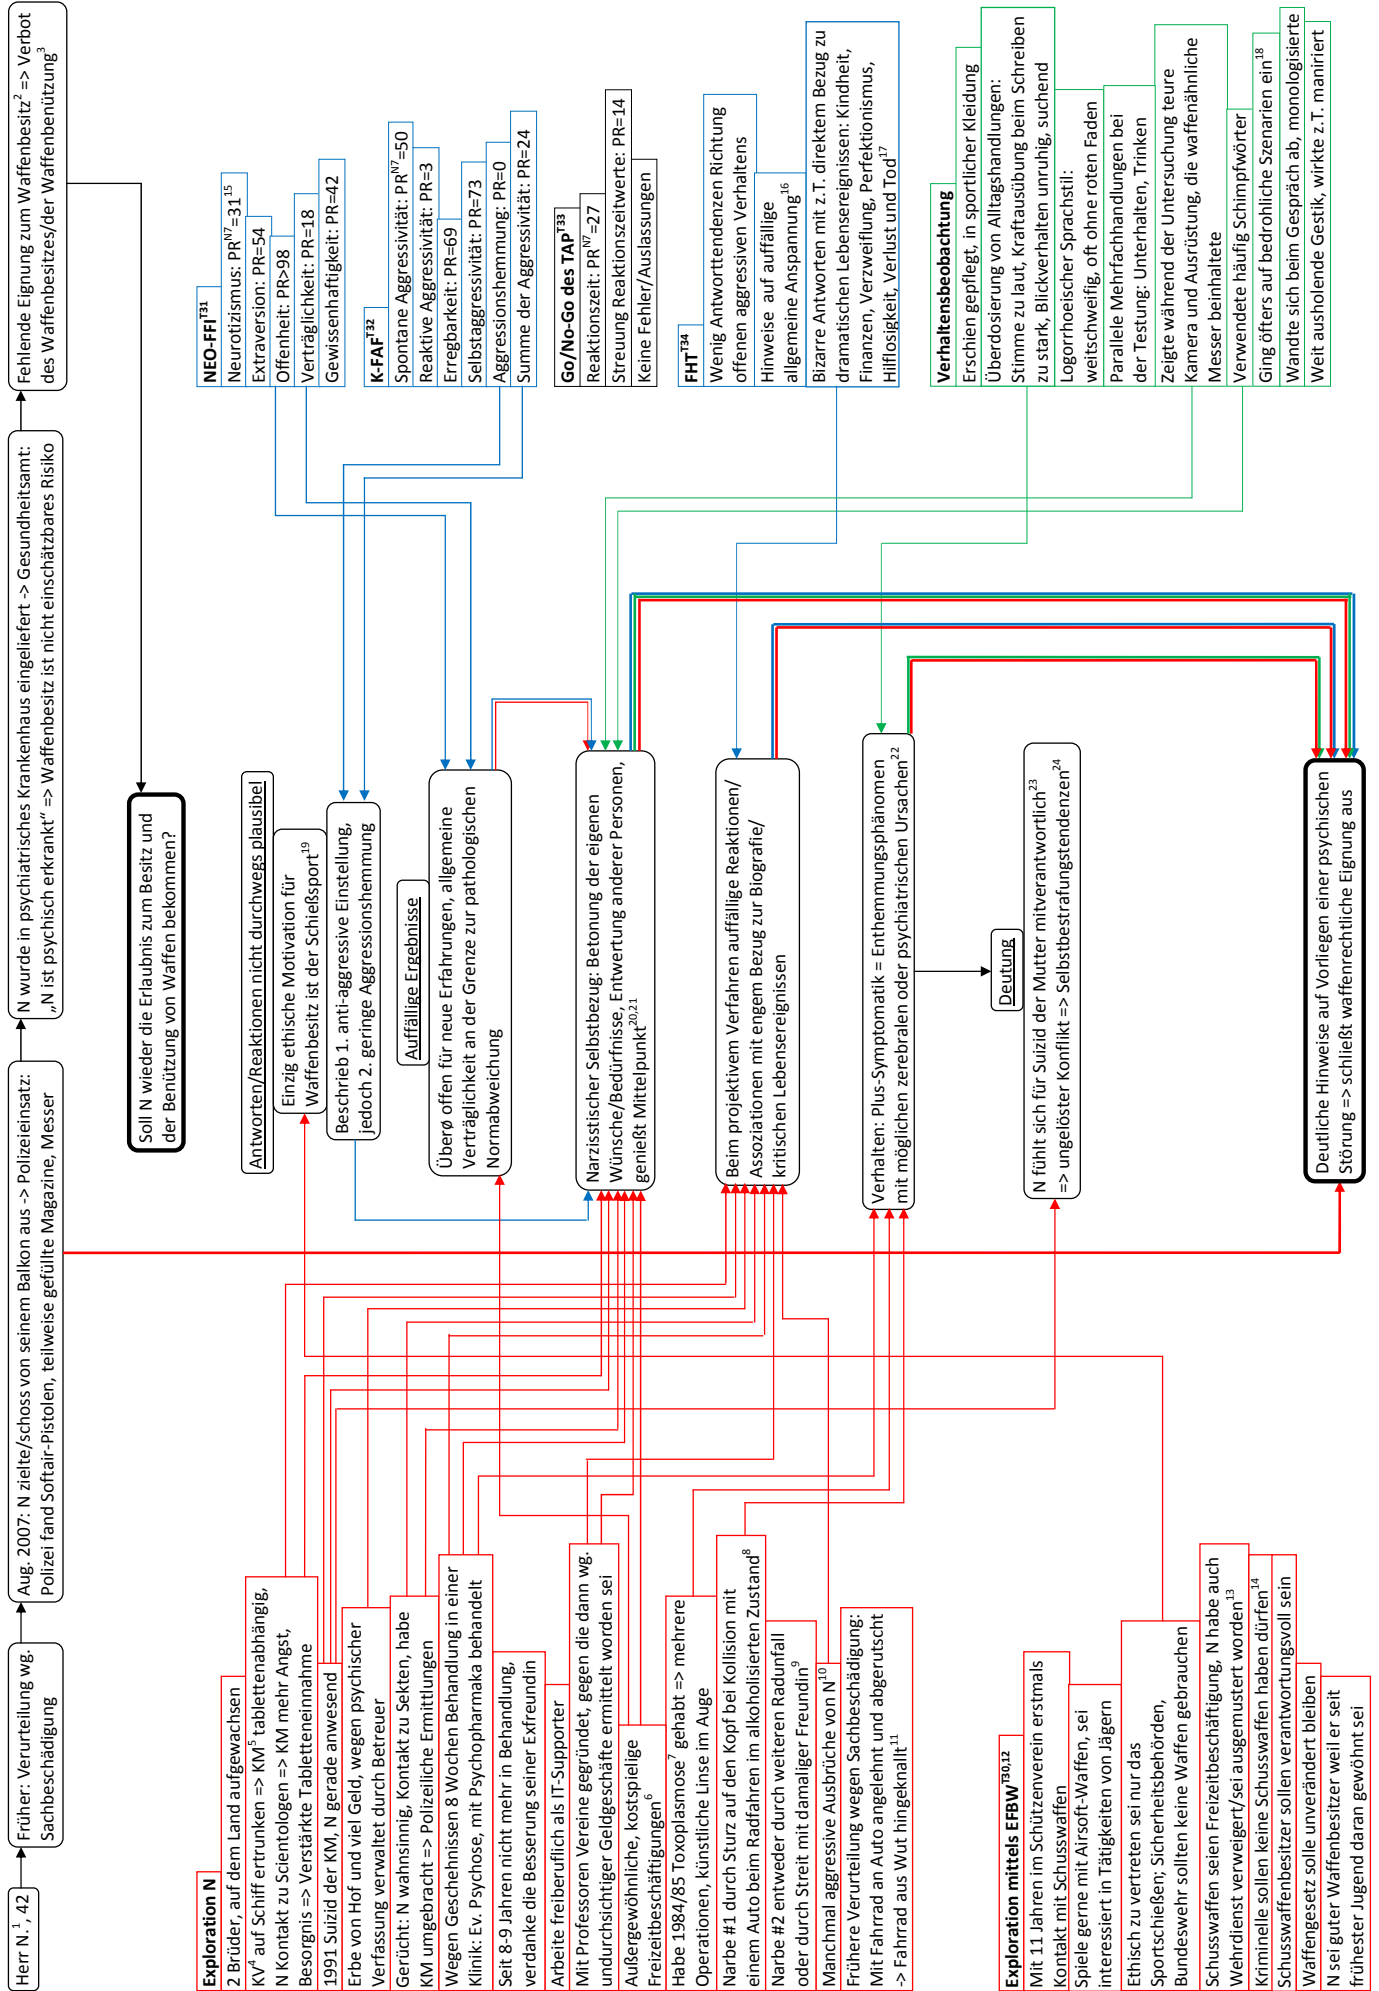 Herr N.¹, 42
Früher: Verurteilung wg.
Sachbeschädigung
Aug. 2007: N zielte/schoss von seinem Balkon aus -> Polizeieinsatz:
Polizei fand Softair-Pistolen, teilweise gefüllte Magazine, Messer
N wurde in psychiatrisches Krankenhaus eingeliefert -> Gesundheitsamt:
„N ist psychisch erkrankt“ => Waffenbesitz ist nicht einschätzbares Risiko
Fehlende Eignung zum Waffenbesitz² => Verbot
des Waffenbesitzes/der Waffenbenützung³
Soll N wieder die Erlaubnis zum Besitz und
der Benützung von Waffen bekommen?
Exploration N
2 Brüder, auf dem Land aufgewachsen
KV⁴ auf Schiff ertrunken => KM⁵ tablettenabhängig,
N Kontakt zu Scientologen => KM mehr Angst,
Besorgnis => Verstärkte Tabletteneinnahme
1991 Suizid der KM, N gerade anwesend
Erbe von Hof und viel Geld, wegen psychischer
Verfassung verwaltet durch Betreuer
Gerücht: N wahnsinnig, Kontakt zu Sekten, habe
KM umgebracht => Polizeiliche Ermittlungen
Wegen Geschehnissen 8 Wochen Behandlung in einer
Klinik: Ev. Psychose, mit Psychopharmaka behandelt
Seit 8-9 Jahren nicht mehr in Behandlung,
verdanke die Besserung seiner Exfreundin
Arbeite freiberuflich als IT-Supporter
Mit Professoren Vereine gegründet, gegen die dann wg.
undurchsichtiger Geldgeschäfte ermittelt worden sei
Außergewöhnliche, kostspielige
Freizeitbeschäftigungen⁶
Habe 1984/85 Toxoplasmose⁷ gehabt => mehrere
Operationen, künstliche Linse im Auge
Narbe #1 durch Sturz auf den Kopf bei Kollision mit
einem Auto beim Radfahren im alkoholisierten Zustand⁸
Narbe #2 entweder durch weiteren Radunfall
oder durch Streit mit damaliger Freundin⁹
Manchmal aggressive Ausbrüche von N¹⁰
Frühere Verurteilung wegen Sachbeschädigung:
Mit Fahrrad an Auto angelehnt und abgerutscht
-> Fahrrad aus Wut hingeknallt¹¹
Exploration mittels EFBW^T30,12
Mit 11 Jahren im Schützenverein erstmals
Kontakt mit Schusswaffen
Spiele gerne mit Airsoft-Waffen, sei
interessiert in Tätigkeiten von Jägern
Ethisch zu vertreten sei nur das
Sportschießen; Sicherheitsbehörden,
Bundeswehr sollten keine Waffen gebrauchen
Schusswaffen seien Freizeitbeschäftigung, N habe auch
Wehrdienst verweigert/sei ausgemustert worden¹³
Kriminelle sollen keine Schusswaffen haben dürfen¹⁴
Schusswaffenbesitzer soll verantwortungsvoll sein
Waffengesetz solle unverändert bleiben
N sei guter Waffenbesitzer weil er seit
frühester Jugend daran gewöhnt sei
Antworten/Reaktionen nicht durchwegs plausibel
Einzig ethische Motivation für
Waffenbesitz ist der Schießsport¹⁹
Beschrieb 1. anti-aggressive Einstellung,
jedoch 2. geringe Aggressionshemmung
Auffällige Ergebnisse
Überø offen für neue Erfahrungen, allgemeine
Verträglichkeit an der Grenze zur pathologischen
Normabweichung
Narzisstischer Selbstbezug: Betonung der eigenen
Wünsche/Bedürfnisse, Entwertung anderer Personen,
genießt Mittelpunkt²⁰,²¹
Beim projektivem Verfahren auffällige Reaktionen/
Assoziationen mit engem Bezug zur Biografie/
kritischen Lebensereignissen
Verhalten: Plus-Symptomatik = Enthemmungsphänomen
mit möglichen zerebralen oder psychiatrischen Ursachen²²
Deutung
N fühlt sich für Suizid der Mutter mitverantwortlich²³
=> ungelöster Konflikt => Selbstbestrafungstendenzen²⁴
Deutliche Hinweise auf Vorliegen einer psychischen
Störung => schließt waffenrechtliche Eignung aus
NEO-FFI^T31
Neurotizismus: PR^N7=31¹⁵
Extraversion: PR=54
Offenheit: PR>98
Verträglichkeit: PR=18
Gewissenhaftigkeit: PR=42
K-FAF^T32
Spontane Aggressivität: PR^N7=50
Reaktive Aggressivität: PR=3
Erregbarkeit: PR=69
Selbstaggressivität: PR=73
Aggressionshemmung: PR=0
Summe der Aggressivität: PR=24
Go/No-Go des TAP^T33
Reaktionszeit: PR^N7=27
Streuung Reaktionszeitwerte: PR=14
Keine Fehler/Auslassungen
FHT^T34
Wenig Antworttendenzen Richtung
offenen aggressiven Verhaltens
Hinweise auf auffällige
allgemeine Anspannung¹⁶
Bizarre Antworten mit z.T. direktem Bezug zu
dramatischen Lebensereignissen: Kindheit,
Finanzen, Verzweiflung, Perfektionismus,
Hilflosigkeit, Verlust und Tod¹⁷
Verhaltensbeobachtung
Erschien gepflegt, in sportlicher Kleidung
Überdosierung von Alltagshandlungen:
Stimme zu laut, Kraftausübung beim Schreiben
zu stark, Blickverhalten unruhig, suchend
Logorrhoeischer Sprachstil:
weitschweifig, oft ohne roten Faden
Parallele Mehrfachhandlungen bei
der Testung: Unterhalten, Trinken
Zeigte während der Untersuchung teure
Kamera und Ausrüstung, die waffenähnliche
Messer beinhaltete
Verwendete häufig Schimpfwörter
Ging öfters auf bedrohliche Szenarien ein¹⁸
Wandte sich beim Gespräch ab, monologisierte
Weit ausholende Gestik, wirkte z.T. maniriert